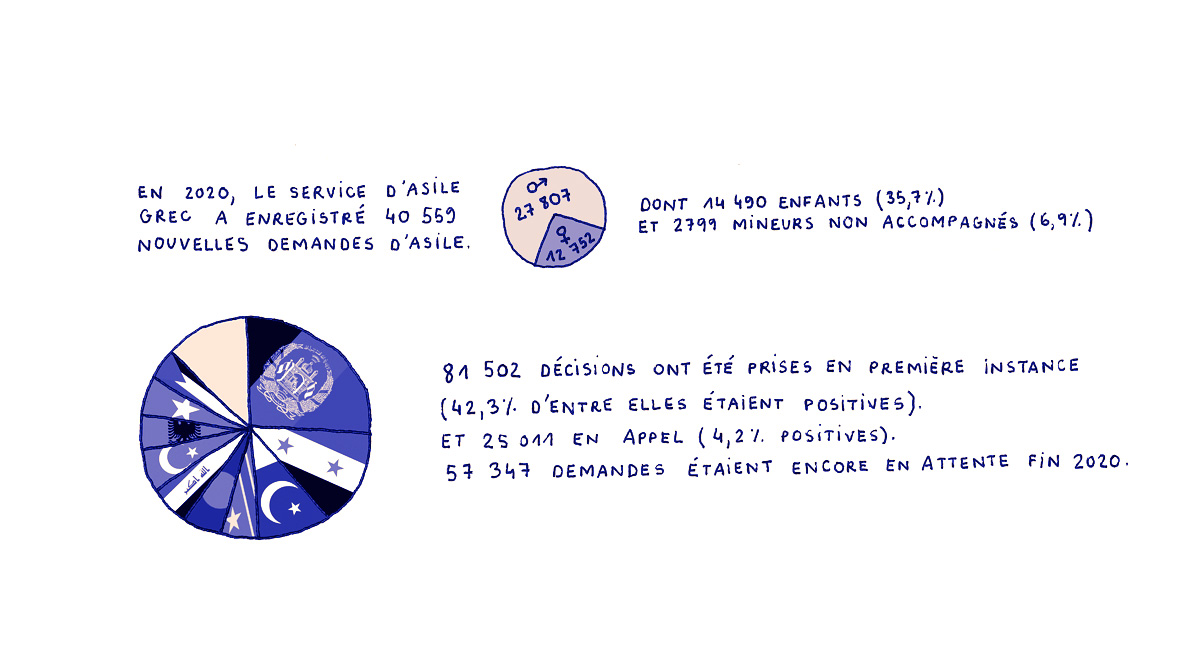 EN 2020, LE SERVICE D'ASILE
GREC A ENREGISTRÉ 40 559
NOUVELLES DEMANDES D'ASILE.
♂
27 807
♀
12 752
DONT 14 490 ENFANTS (35,7%)
ET 2799 MINEURS NON ACCOMPAGNÉS (6,9%)
81 502 DÉCISIONS ONT ÉTÉ PRISES EN PREMIÈRE INSTANCE
(42,3% D'ENTRE ELLES ÉTAIENT POSITIVES).
ET 25 011 EN APPEL (4,2% POSITIVES).
57 347 DEMANDES ÉTAIENT ENCORE EN ATTENTE FIN 2020.
الله اكبر